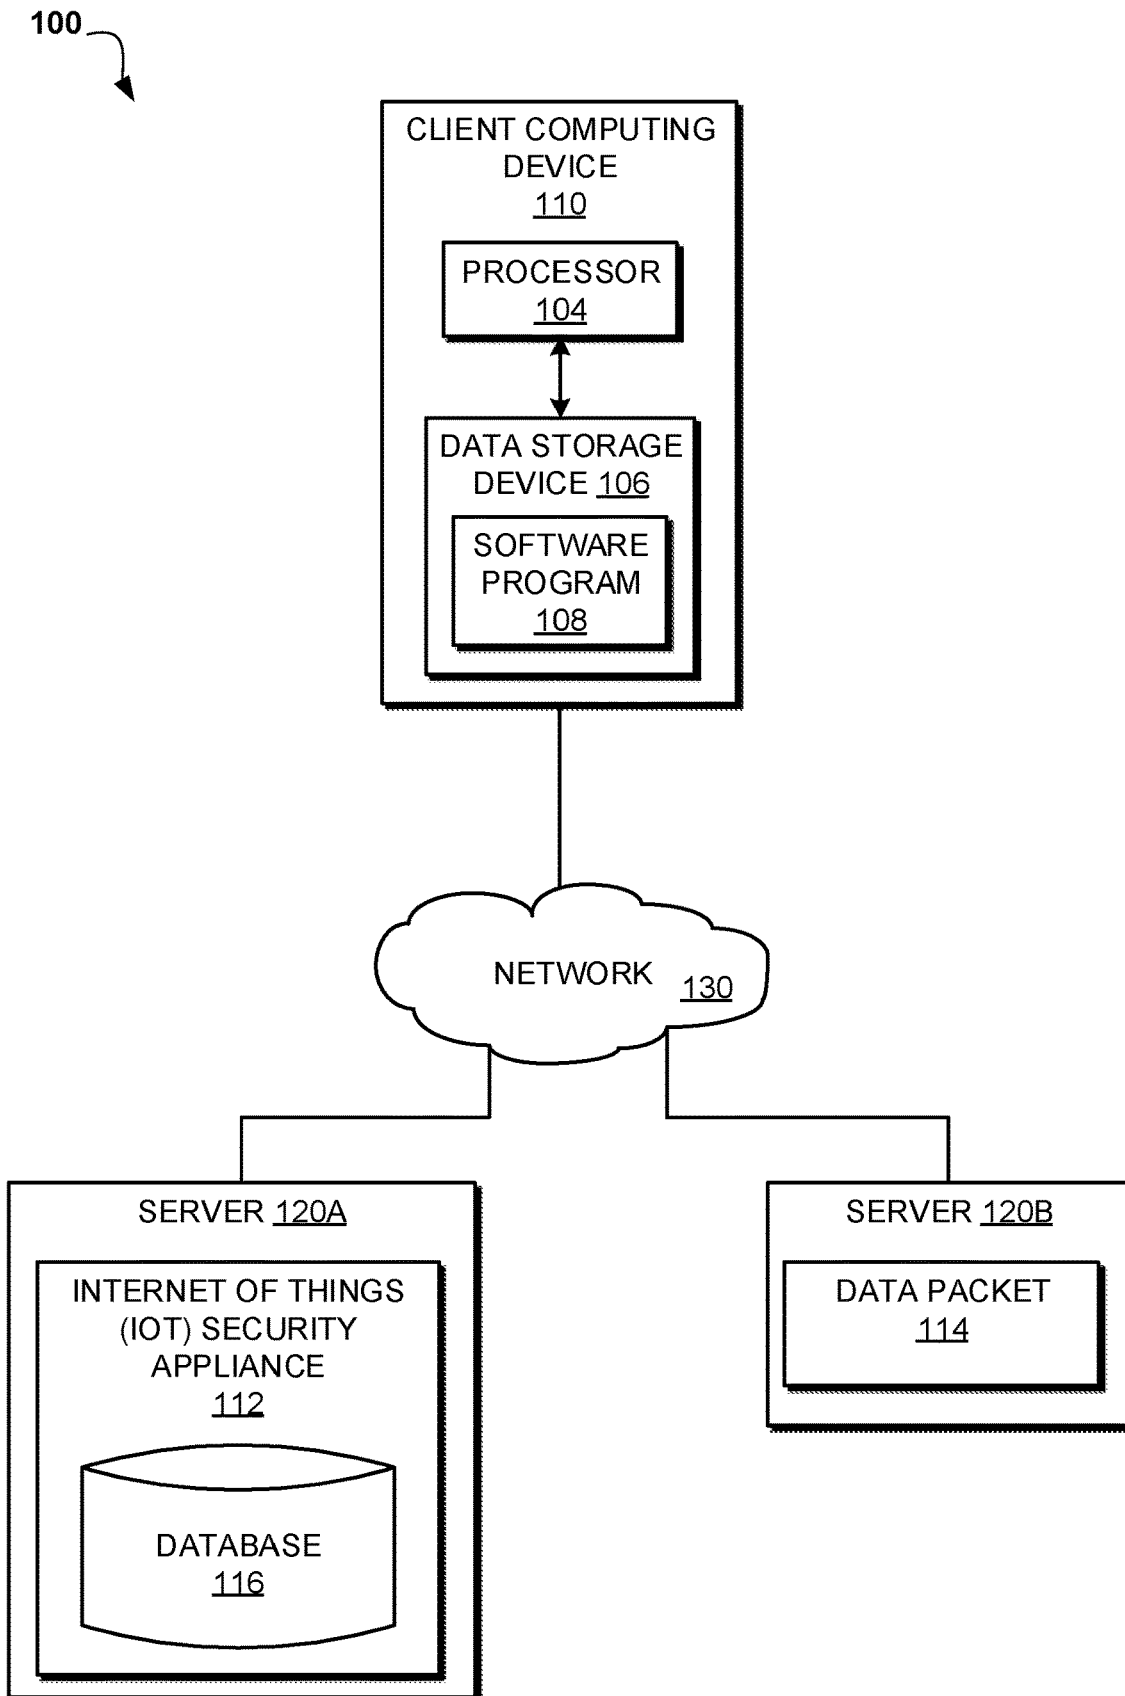 100
CLIENT COMPUTING
DEVICE
110
PROCESSOR
104
DATA STORAGE
DEVICE 106
SOFTWARE
PROGRAM
108
NETWORK 130
SERVER 120A
INTERNET OF THINGS
(IOT) SECURITY
APPLIANCE
112
DATABASE
116
SERVER 120B
DATA PACKET
114